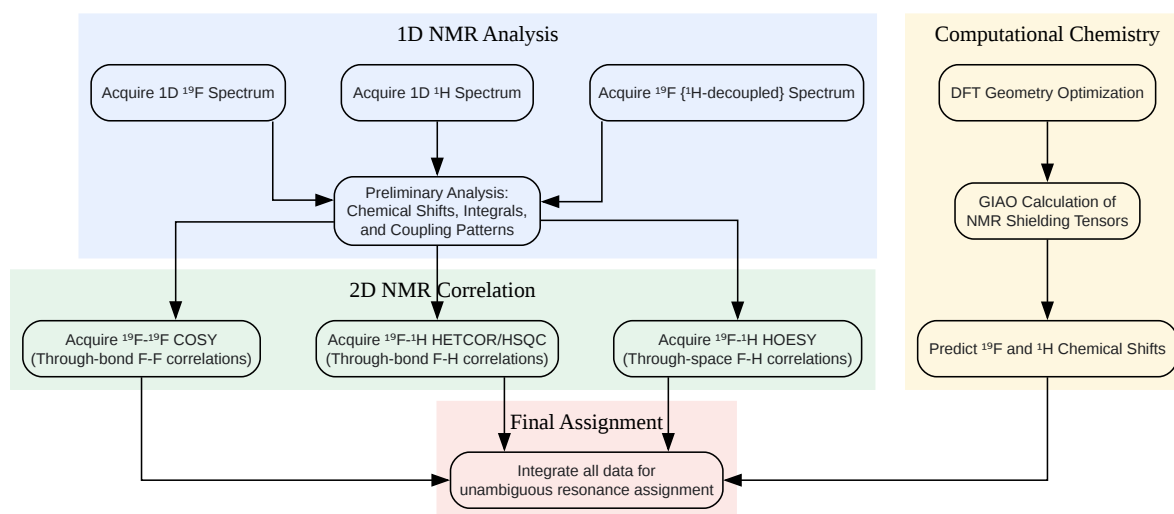 1D NMR Analysis
Computational Chemistry
Acquire 1D ¹⁹F Spectrum
Acquire 1D ¹H Spectrum
Acquire ¹⁹F {¹H-decoupled} Spectrum
DFT Geometry Optimization
Preliminary Analysis:
Chemical Shifts, Integrals,
and Coupling Patterns
GIAO Calculation of
NMR Shielding Tensors
2D NMR Correlation
Acquire ¹⁹F-¹⁹F COSY
(Through-bond F-F correlations)
Acquire ¹⁹F-¹H HETCOR/HSQC
(Through-bond F-H correlations)
Acquire ¹⁹F-¹H HOESY
(Through-space F-H correlations)
Predict ¹⁹F and ¹H Chemical Shifts
Final Assignment
Integrate all data for
unambiguous resonance assignment